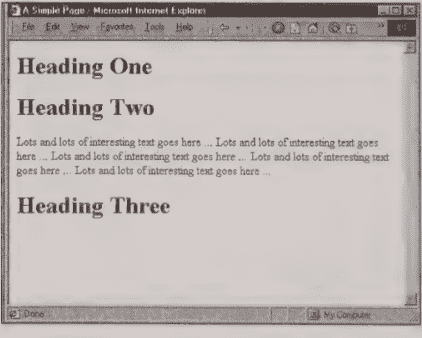 A Simple Page - Microsoft Internet Explorer
File Edit View Favorites Tools Help
Heading One
Heading Two
Lots and lots of interesting text goes here ... Lots and lots of interesting text goes
here ... Lots and lots of interesting text goes here ... Lots and lots of interesting text
goes here ... Lots and lots of interesting text goes here ...
Heading Three
Done My Computer